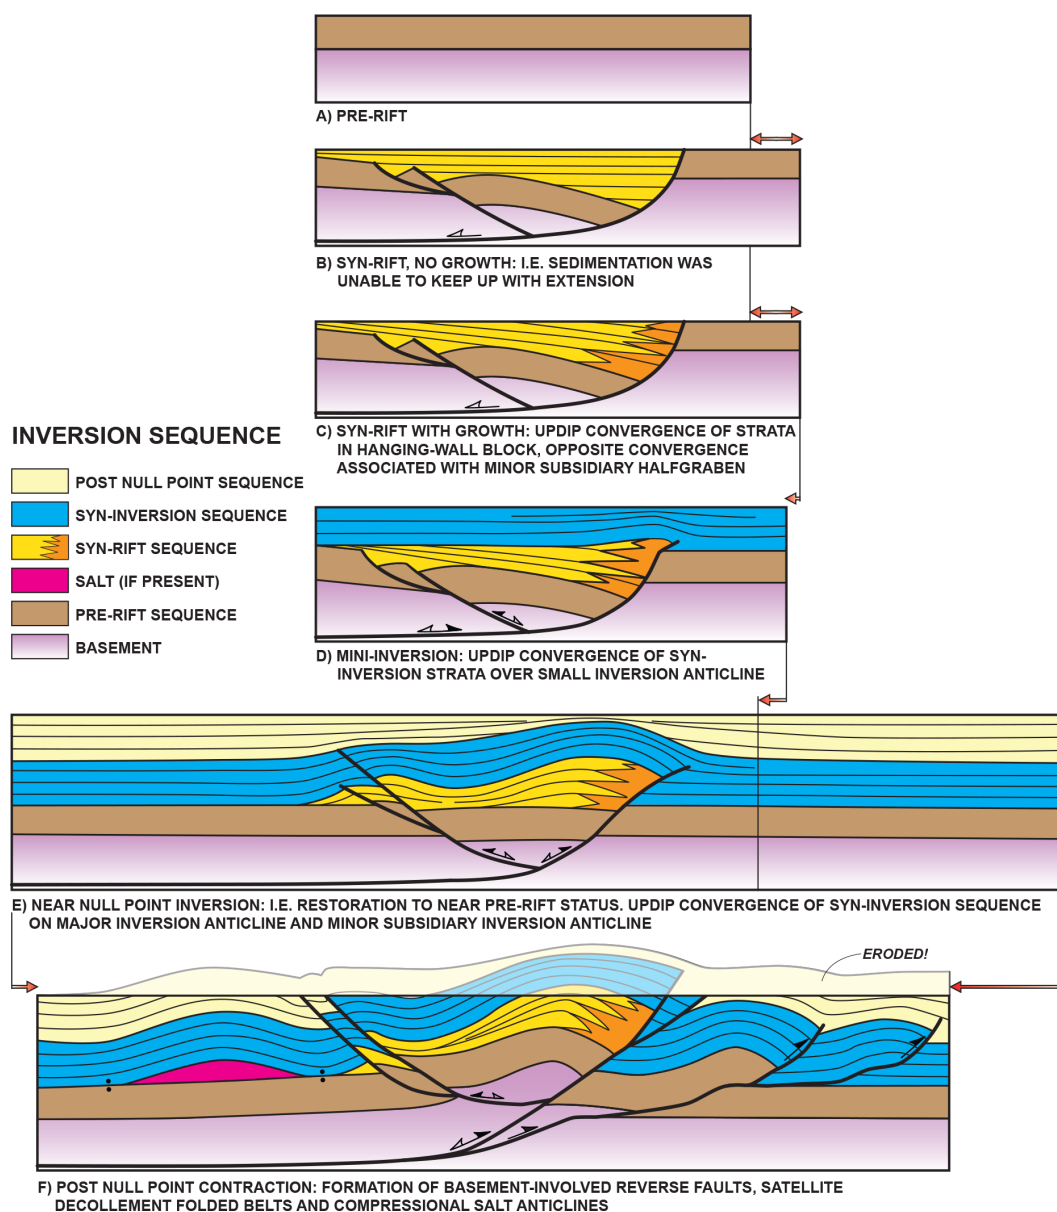 A) PRE-RIFT
B) SYN-RIFT, NO GROWTH: I.E. SEDIMENTATION WAS
UNABLE TO KEEP UP WITH EXTENSION
C) SYN-RIFT WITH GROWTH: UPDIP CONVERGENCE OF STRATA
IN HANGING-WALL BLOCK, OPPOSITE CONVERGENCE
ASSOCIATED WITH MINOR SUBSIDIARY HALFGRABEN
INVERSION SEQUENCE
POST NULL POINT SEQUENCE
SYN-INVERSION SEQUENCE
SYN-RIFT SEQUENCE
SALT (IF PRESENT)
PRE-RIFT SEQUENCE
BASEMENT
D) MINI-INVERSION: UPDIP CONVERGENCE OF SYN-
INVERSION STRATA OVER SMALL INVERSION ANTICLINE
E) NEAR NULL POINT INVERSION: I.E. RESTORATION TO NEAR PRE-RIFT STATUS. UPDIP CONVERGENCE OF SYN-INVERSION SEQUENCE
ON MAJOR INVERSION ANTICLINE AND MINOR SUBSIDIARY INVERSION ANTICLINE
ERODED!
F) POST NULL POINT CONTRACTION: FORMATION OF BASEMENT-INVOLVED REVERSE FAULTS, SATELLITE
DECOLLEMENT FOLDED BELTS AND COMPRESSIONAL SALT ANTICLINES